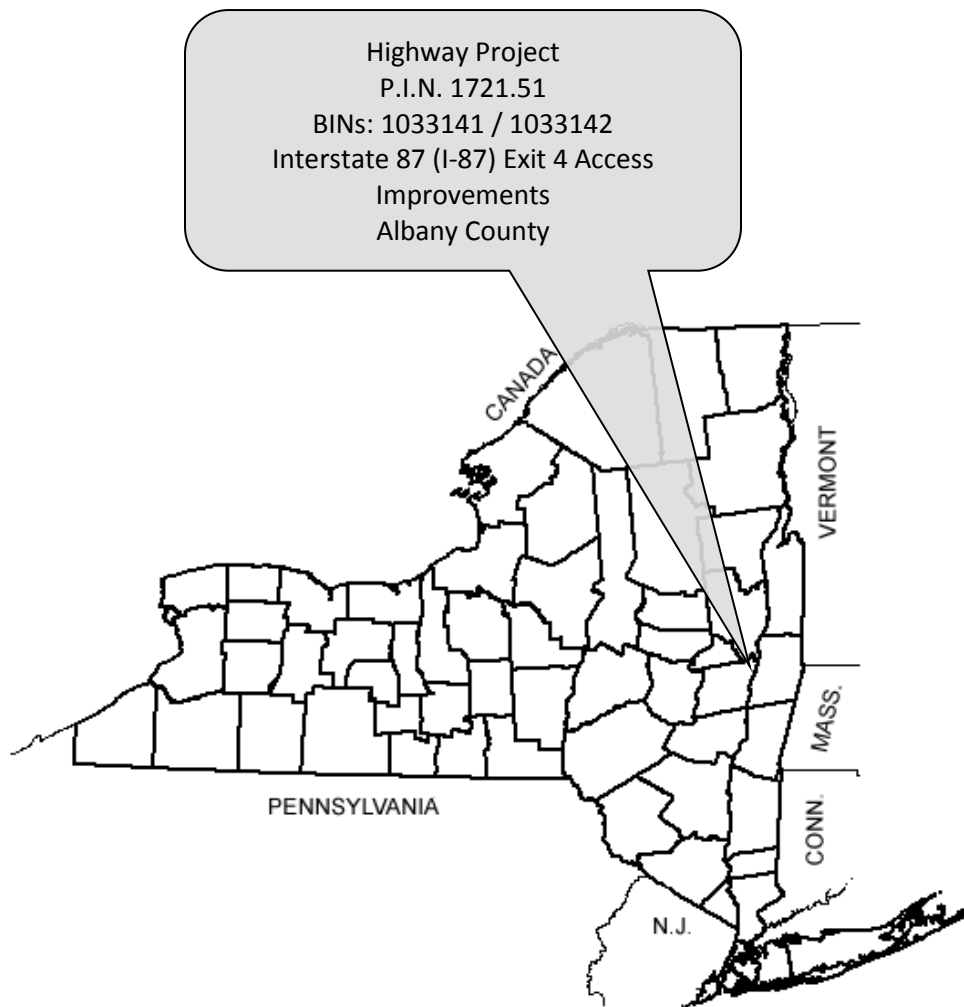 Highway Project
P.I.N. 1721.51
BINs: 1033141 / 1033142
Interstate 87 (I-87) Exit 4 Access
Improvements
Albany County
CANADA
VERMONT
MASS.
PENNSYLVANIA
CONN.
N.J.